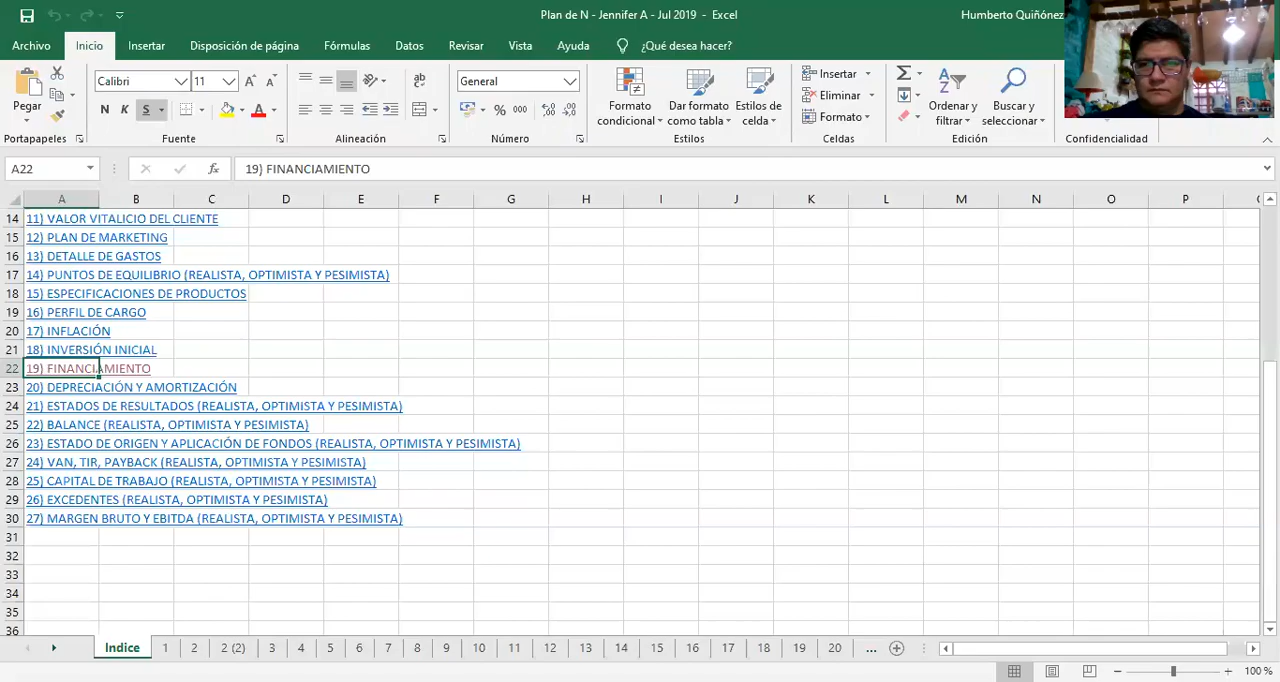 Plan de N - Jennifer A - Jul 2019 - Excel
Humberto Quiñónez
Archivo Inicio Insertar Disposición de página Fórmulas Datos Revisar Vista Ayuda ¿Qué desea hacer?
Pegar
Calibri 11
N K S
General
% 000
Formato condicional
Dar formato como tabla
Estilos de celda
Insertar
Eliminar
Formato
Ordenar y filtrar
Buscar y seleccionar
Portapapeles Fuente Alineación Número Estilos Celdas Edición Confidencialidad
A22 fx 19) FINANCIAMIENTO
A B C D E F G H I J K L M N O P
14 11) VALOR VITALICIO DEL CLIENTE
15 12) PLAN DE MARKETING
16 13) DETALLE DE GASTOS
17 14) PUNTOS DE EQUILIBRIO (REALISTA, OPTIMISTA Y PESIMISTA)
18 15) ESPECIFICACIONES DE PRODUCTOS
19 16) PERFIL DE CARGO
20 17) INFLACIÓN
21 18) INVERSIÓN INICIAL
22 19) FINANCIAMIENTO
23 20) DEPRECIACIÓN Y AMORTIZACIÓN
24 21) ESTADOS DE RESULTADOS (REALISTA, OPTIMISTA Y PESIMISTA)
25 22) BALANCE (REALISTA, OPTIMISTA Y PESIMISTA)
26 23) ESTADO DE ORIGEN Y APLICACIÓN DE FONDOS (REALISTA, OPTIMISTA Y PESIMISTA)
27 24) VAN, TIR, PAYBACK (REALISTA, OPTIMISTA Y PESIMISTA)
28 25) CAPITAL DE TRABAJO (REALISTA, OPTIMISTA Y PESIMISTA)
29 26) EXCEDENTES (REALISTA, OPTIMISTA Y PESIMISTA)
30 27) MARGEN BRUTO Y EBITDA (REALISTA, OPTIMISTA Y PESIMISTA)
31
32
33
34
35
36
Indice 1 2 2 (2) 3 4 5 6 7 8 9 10 11 12 13 14 15 16 17 18 19 20 ...
100 %